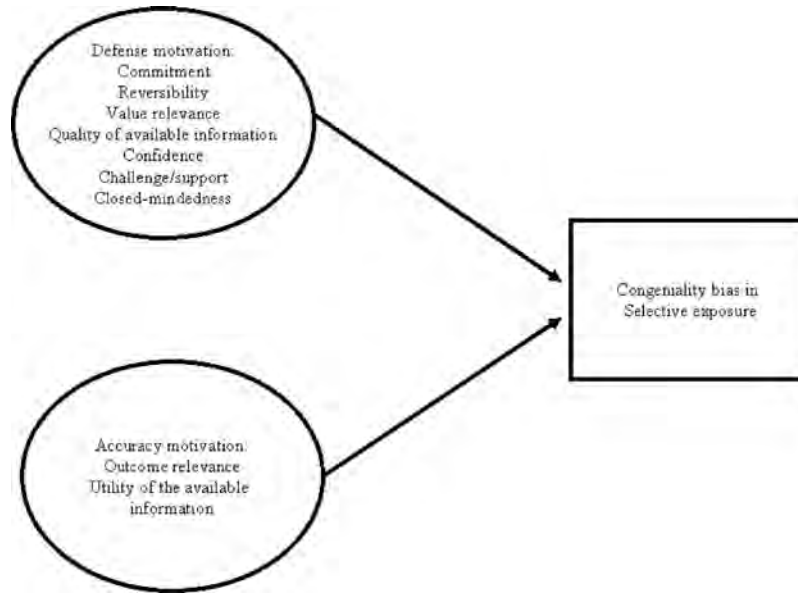 Defense motivation:
Commitment
Reversibility
Value relevance
Quality of available information
Confidence
Challenge/support
Closed-mindedness
Congeniality bias in
Selective exposure
Accuracy motivation:
Outcome relevance
Utility of the available
information